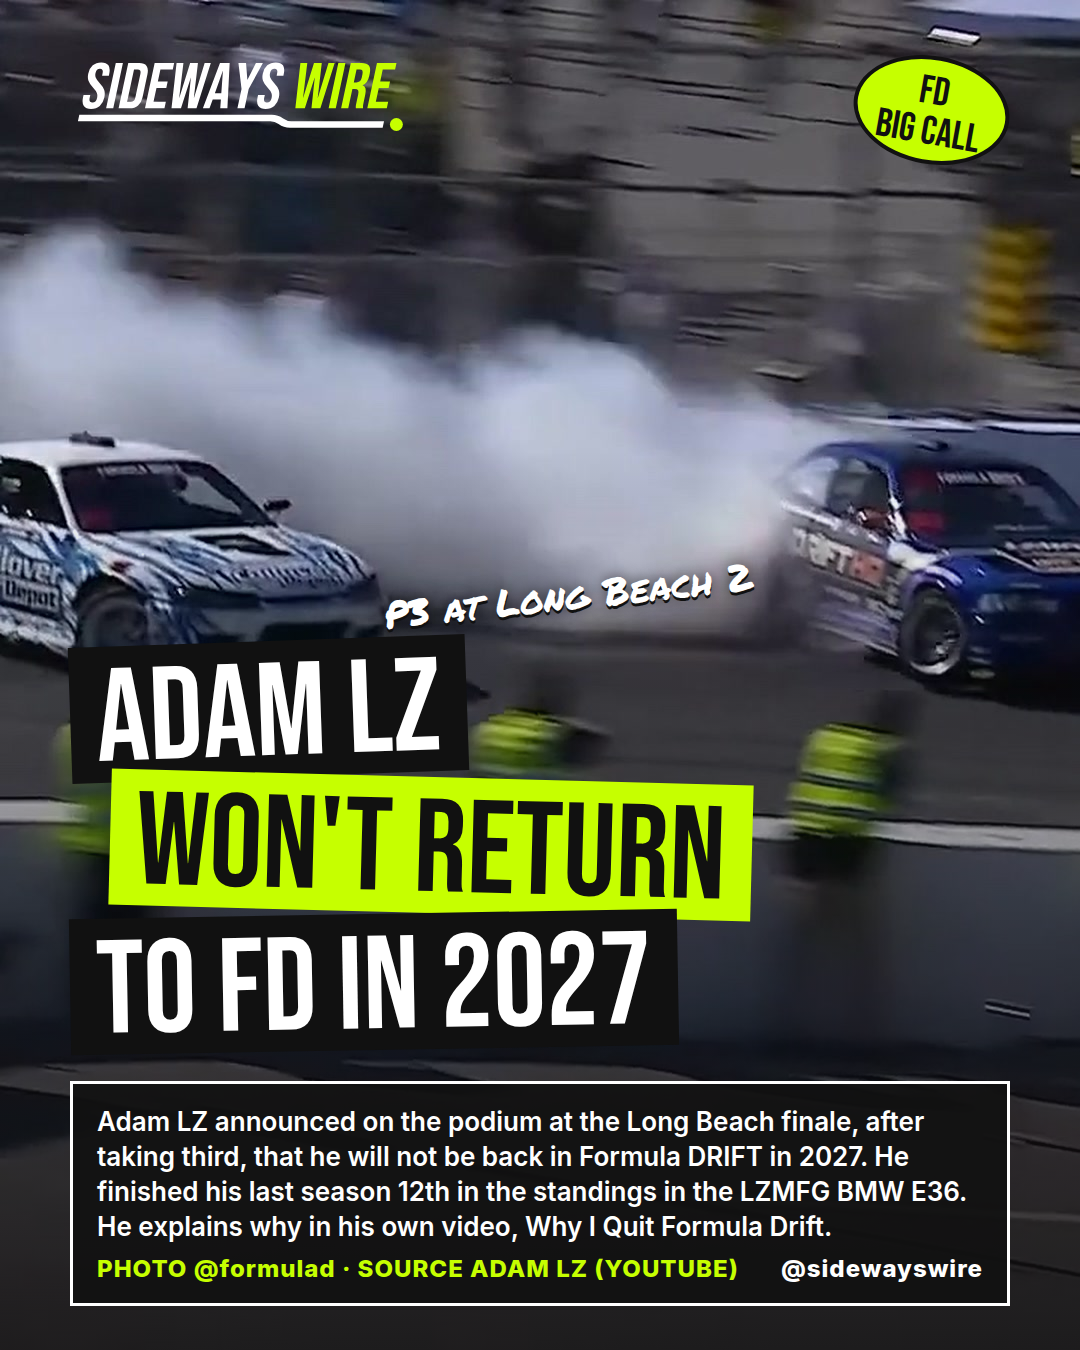 SIDEWAYS WIRE
FD
BIG CALL
lover
Depot
DRIFTHQ
P3 AT LONG BEACH 2
ADAM LZ
WON'T RETURN
TO FD IN 2027
Adam LZ announced on the podium at the Long Beach finale, after
taking third, that he will not be back in Formula DRIFT in 2027. He
finished his last season 12th in the standings in the LZMFG BMW E36.
He explains why in his own video, Why I Quit Formula Drift.
PHOTO @formulad · SOURCE ADAM LZ (YOUTUBE) @sidewayswire